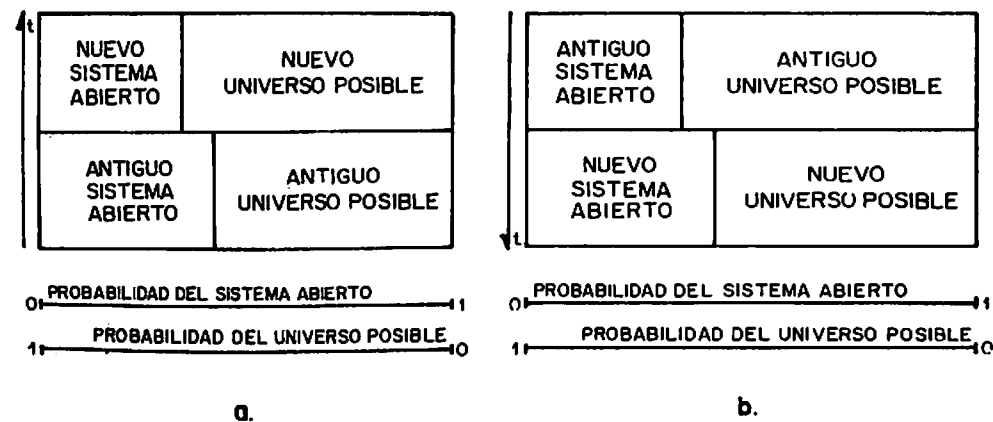 t
NUEVO
SISTEMA
ABIERTO
NUEVO
UNIVERSO POSIBLE
ANTIGUO
SISTEMA
ABIERTO
ANTIGUO
UNIVERSO POSIBLE
0 PROBABILIDAD DEL SISTEMA ABIERTO 1
1 PROBABILIDAD DEL UNIVERSO POSIBLE 0
a.
ANTIGUO
SISTEMA
ABIERTO
ANTIGUO
UNIVERSO POSIBLE
NUEVO
SISTEMA
ABIERTO
NUEVO
UNIVERSO POSIBLE
t
0 PROBABILIDAD DEL SISTEMA ABIERTO 1
1 PROBABILIDAD DEL UNIVERSO POSIBLE 0
b.